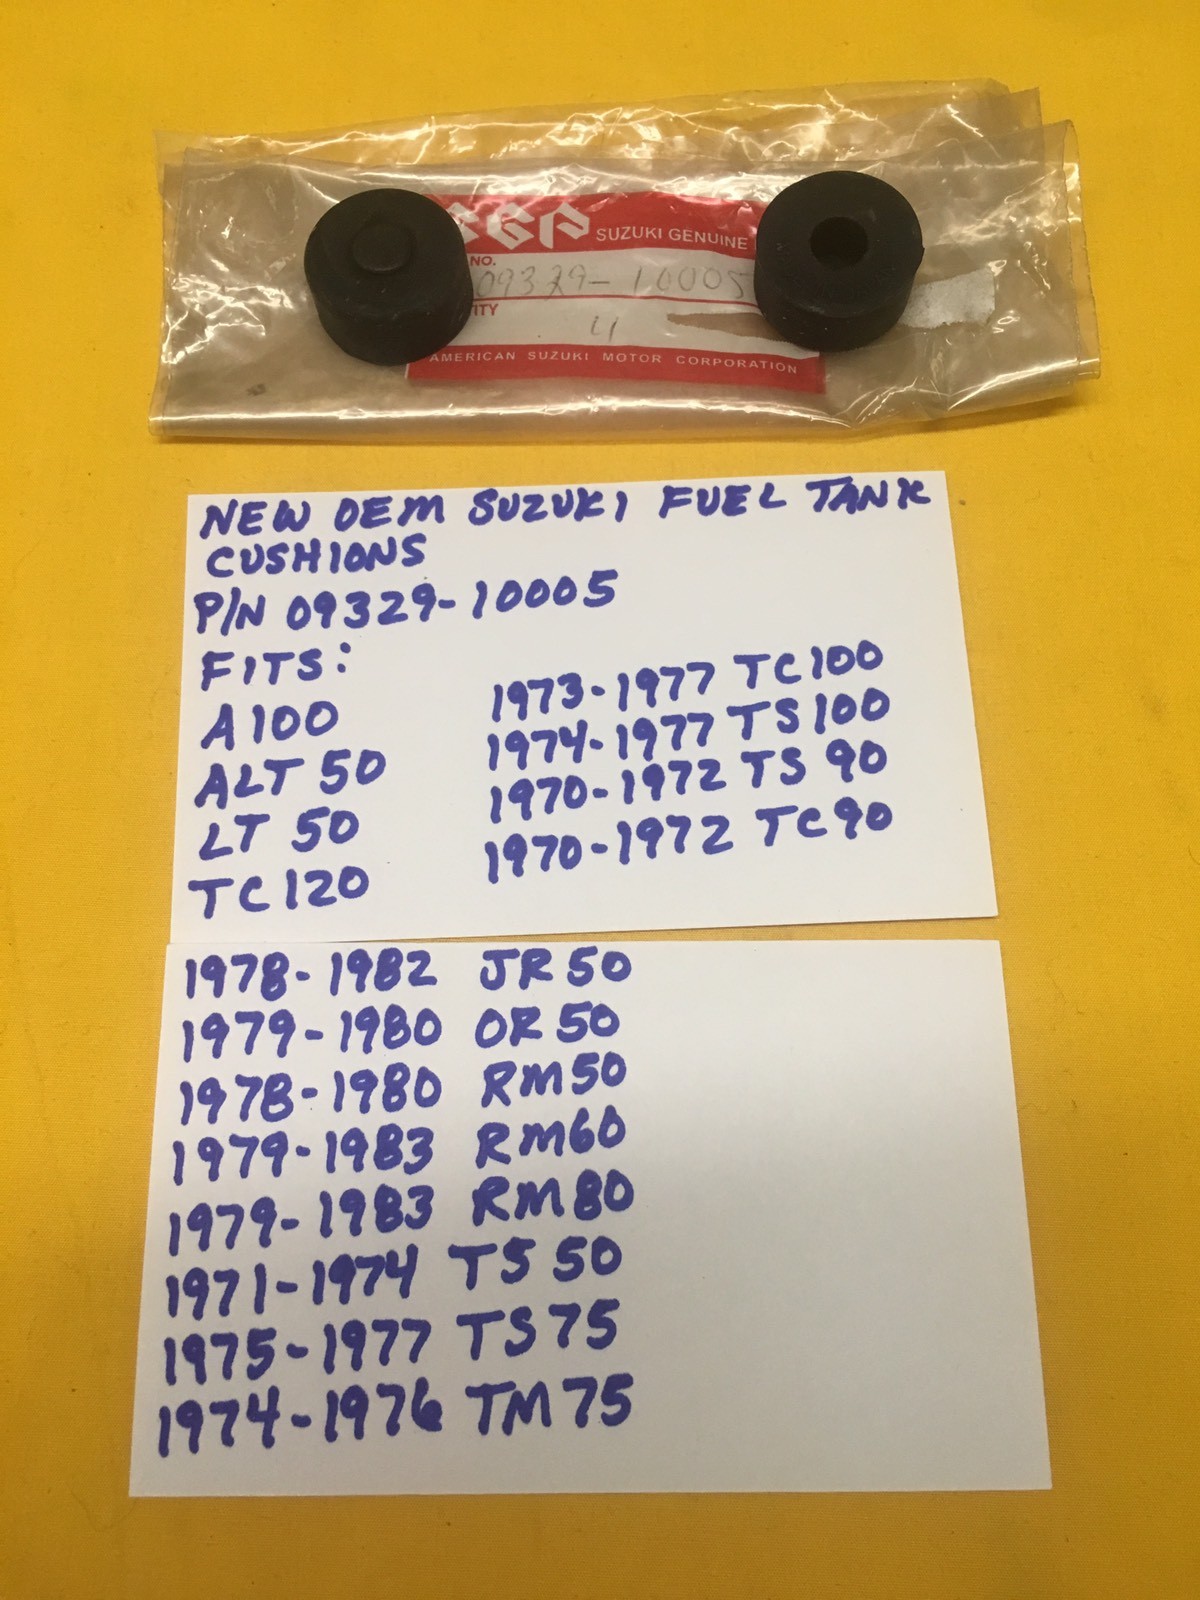 SGP SUZUKI GENUINE
NO.
09329-10005
ITY
4
AMERICAN SUZUKI MOTOR CORPORATION
NEW OEM SUZUKI FUEL TANK
CUSHIONS
P/N 09329-10005
FITS:
A100
ALT 50
LT 50
TC120
1973-1977 TC100
1974-1977 TS100
1970-1972 TS 90
1970-1972 TC90
1978-1982 JR50
1979-1980 OR50
1978-1980 RM50
1979-1983 RM60
1979-1983 RM80
1971-1974 TS 50
1975-1977 TS75
1974-1976 TM75